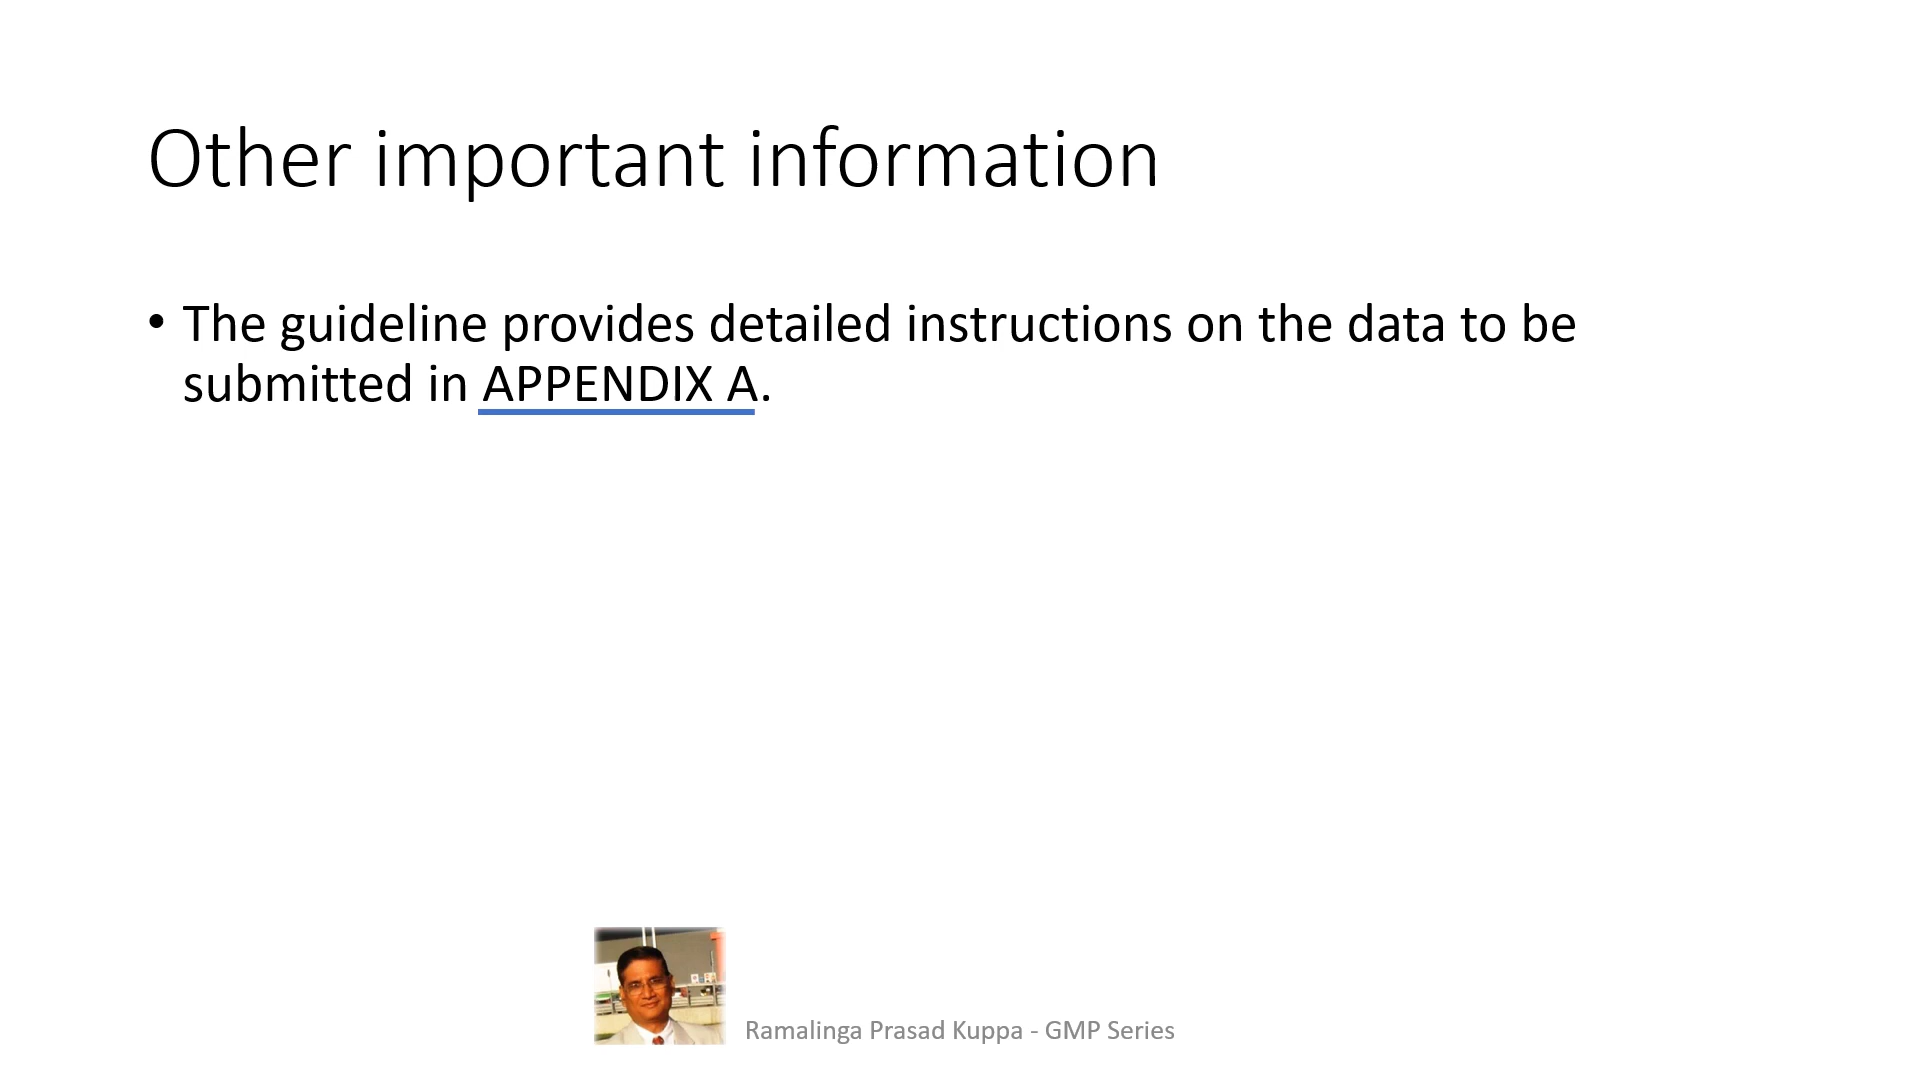 Other important information
• The guideline provides detailed instructions on the data to be
submitted in APPENDIX A.
Ramalinga Prasad Kuppa - GMP Series